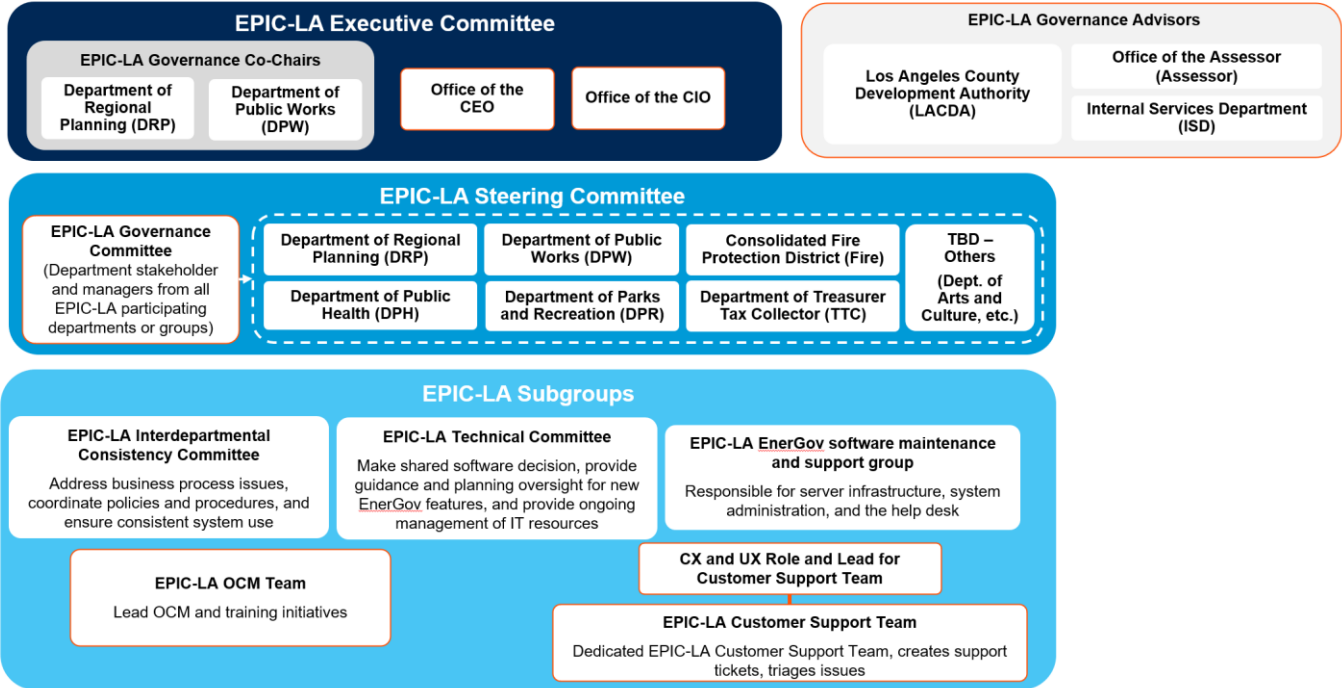 EPIC-LA Executive Committee
EPIC-LA Governance Co-Chairs
Department of
Regional
Planning (DRP)
Department of
Public Works
(DPW)
Office of the
CEO
Office of the CIO
EPIC-LA Governance Advisors
Los Angeles County
Development Authority
(LACDA)
Office of the Assessor
(Assessor)
Internal Services Department
(ISD)
EPIC-LA Steering Committee
EPIC-LA Governance
Committee
(Department stakeholder
and managers from all
EPIC-LA participating
departments or groups)
Department of Regional
Planning (DRP)
Department of Public
Works (DPW)
Consolidated Fire
Protection District (Fire)
Department of Public
Health (DPH)
Department of Parks
and Recreation (DPR)
Department of Treasurer
Tax Collector (TTC)
TBD –
Others
(Dept. of
Arts and
Culture, etc.)
EPIC-LA Subgroups
EPIC-LA Interdepartmental
Consistency Committee
Address business process issues,
coordinate policies and procedures, and
ensure consistent system use
EPIC-LA Technical Committee
Make shared software decision, provide
guidance and planning oversight for new
EnerGov features, and provide ongoing
management of IT resources
EPIC-LA EnerGov software maintenance
and support group
Responsible for server infrastructure, system
administration, and the help desk
EPIC-LA OCM Team
Lead OCM and training initiatives
CX and UX Role and Lead for
Customer Support Team
EPIC-LA Customer Support Team
Dedicated EPIC-LA Customer Support Team, creates support
tickets, triages issues